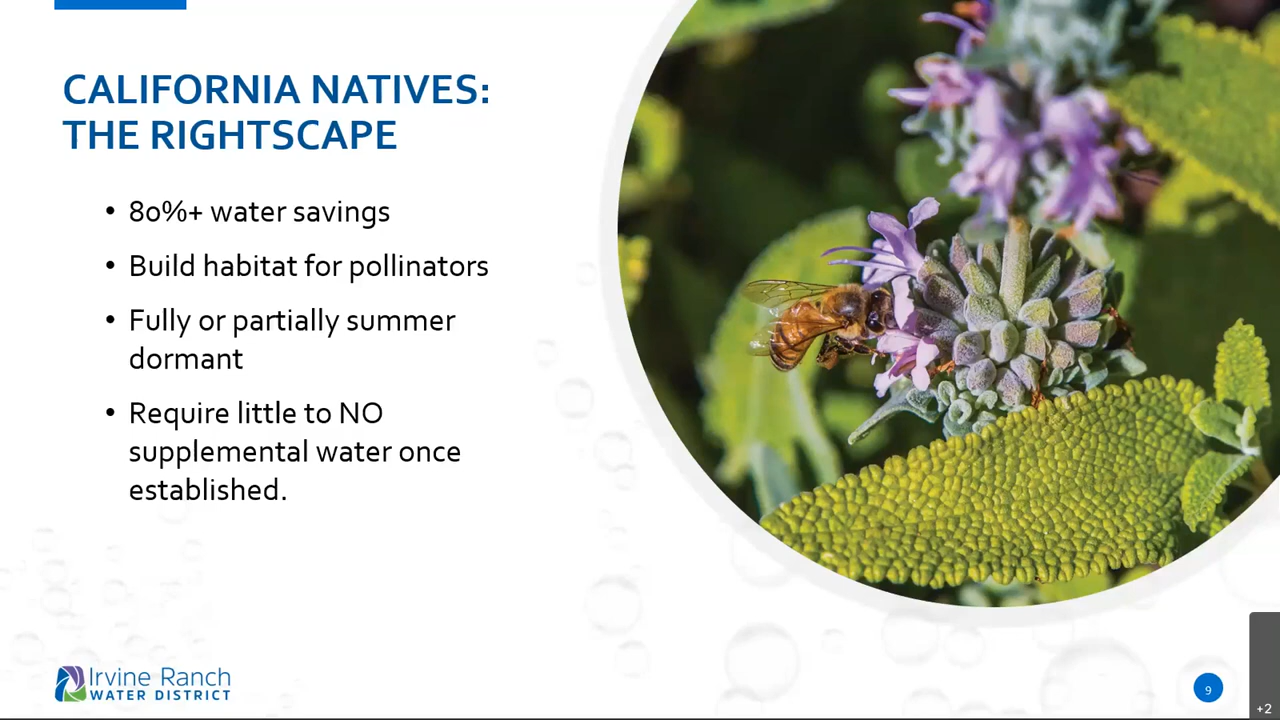 CALIFORNIA NATIVES:
THE RIGHTSCAPE
• 80%+ water savings
• Build habitat for pollinators
• Fully or partially summer
dormant
• Require little to NO
supplemental water once
established.
Irvine Ranch
WATER DISTRICT
9
+2